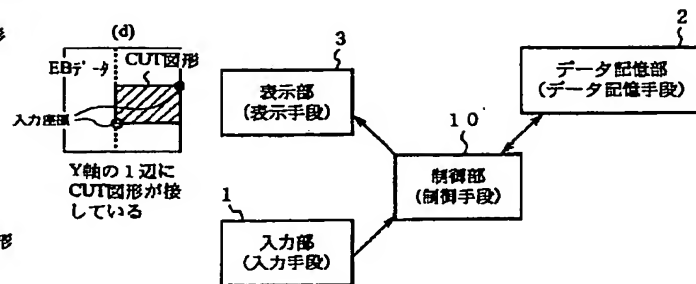 形
(d)
EBデータ
CUT図形
入力座標
Y軸の1辺に
CUT図形が接
している
形
3
表示部
(表示手段)
2
データ記憶部
(データ記憶手段)
10
制御部
(制御手段)
1
入力部
(入力手段)